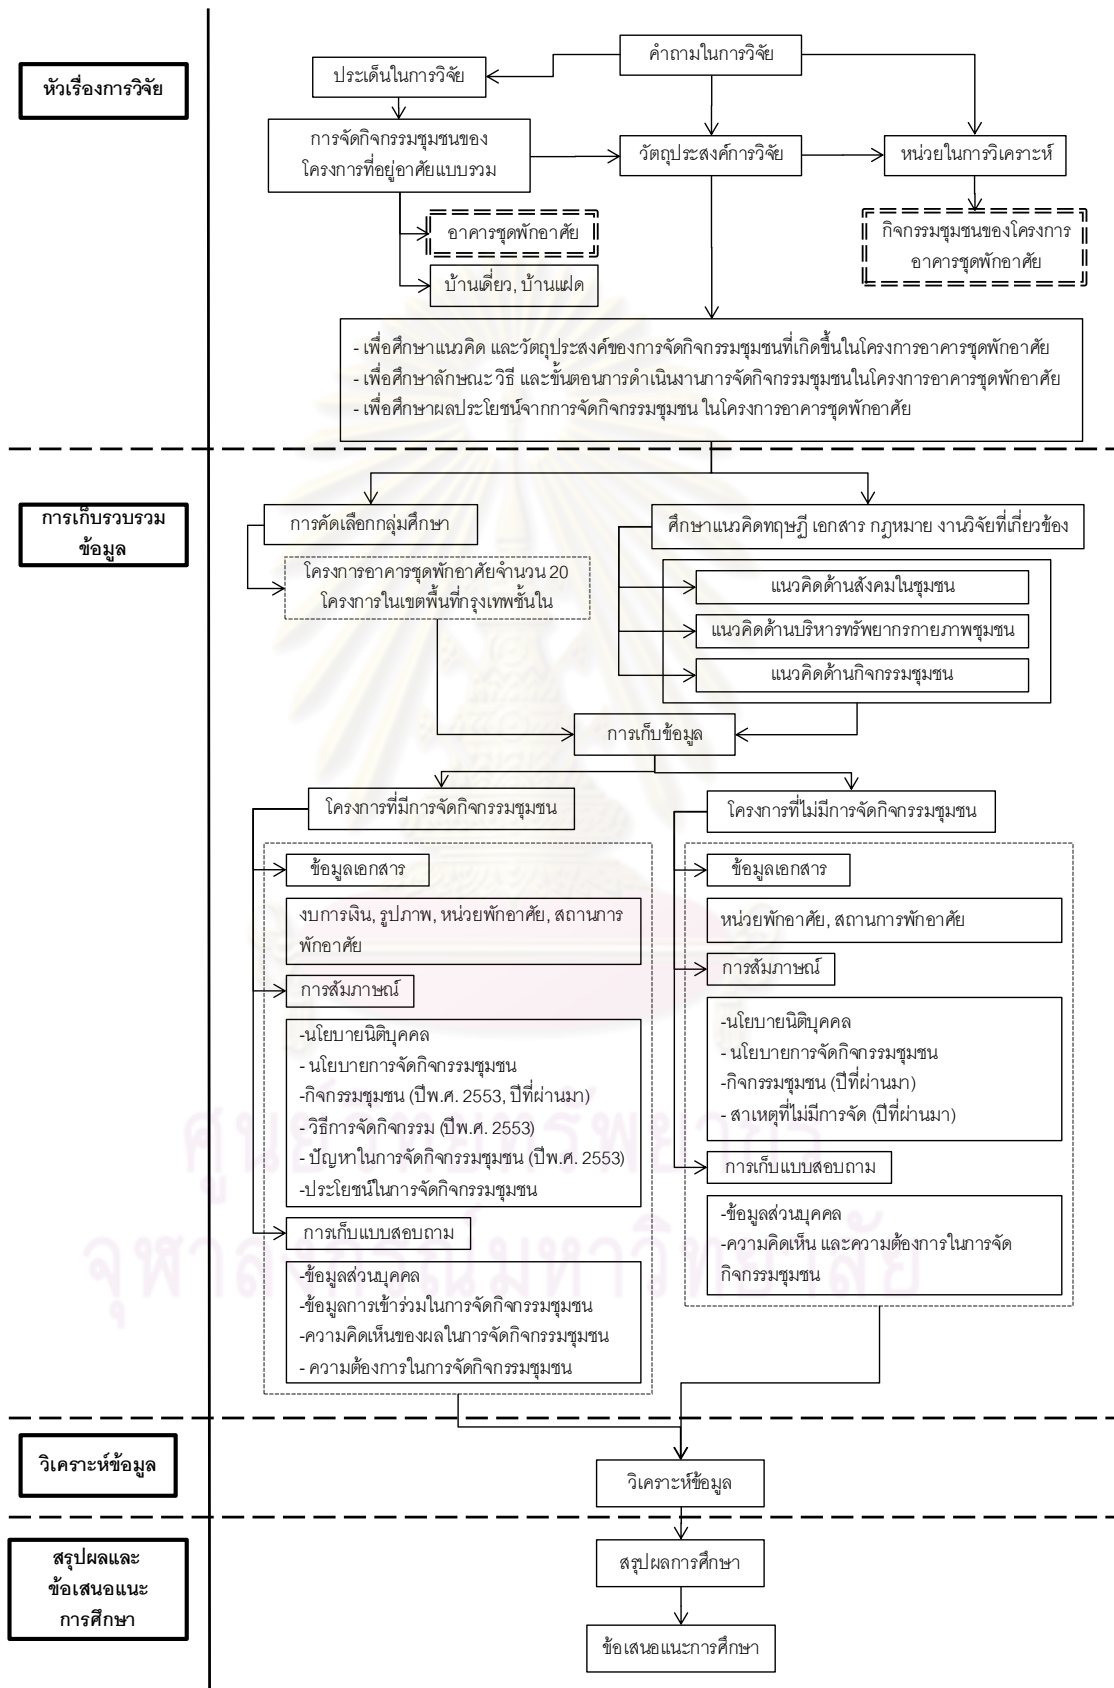 หัวเรื่องการวิจัย
คำถามในการวิจัย
ประเด็นในการวิจัย
การจัดกิจกรรมชุมชนของ
โครงการที่อยู่อาศัยแบบรวม
วัตถุประสงค์การวิจัย
หน่วยในการวิเคราะห์
อาคารชุดพักอาศัย
บ้านเดี่ยว, บ้านแฝด
กิจกรรมชุมชนของโครงการ
อาคารชุดพักอาศัย
- เพื่อศึกษาแนวคิด และวัตถุประสงค์ของการจัดกิจกรรมชุมชนที่เกิดขึ้นในโครงการอาคารชุดพักอาศัย
- เพื่อศึกษาลักษณะ วิธี และขั้นตอนการดำเนินงานการจัดกิจกรรมชุมชนในโครงการอาคารชุดพักอาศัย
- เพื่อศึกษาผลประโยชน์จากการจัดกิจกรรมชุมชน ในโครงการอาคารชุดพักอาศัย
การเก็บรวบรวม
ข้อมูล
การคัดเลือกกลุ่มศึกษา
โครงการอาคารชุดพักอาศัยจำนวน 20
โครงการในเขตพื้นที่กรุงเทพชั้นใน
ศึกษาแนวคิดทฤษฎี เอกสาร กฎหมาย งานวิจัยที่เกี่ยวข้อง
แนวคิดด้านสังคมในชุมชน
แนวคิดด้านบริหารทรัพยากรกายภาพชุมชน
แนวคิดด้านกิจกรรมชุมชน
การเก็บข้อมูล
โครงการที่มีการจัดกิจกรรมชุมชน
ข้อมูลเอกสาร
งบการเงิน, รูปภาพ, หน่วยพักอาศัย, สถานการ
พักอาศัย
การสัมภาษณ์
-นโยบายนิติบุคคล
- นโยบายการจัดกิจกรรมชุมชน
-กิจกรรมชุมชน (ปีพ.ศ. 2553, ปีที่ผ่านมา)
- วิธีการจัดกิจกรรม (ปีพ.ศ. 2553)
- ปัญหาในการจัดกิจกรรมชุมชน (ปีพ.ศ. 2553)
-ประโยชน์ในการจัดกิจกรรมชุมชน
การเก็บแบบสอบถาม
-ข้อมูลส่วนบุคคล
-ข้อมูลการเข้าร่วมในการจัดกิจกรรมชุมชน
-ความคิดเห็นของผลในการจัดกิจกรรมชุมชน
- ความต้องการในการจัดกิจกรรมชุมชน
โครงการที่ไม่มีการจัดกิจกรรมชุมชน
ข้อมูลเอกสาร
หน่วยพักอาศัย, สถานการพักอาศัย
การสัมภาษณ์
-นโยบายนิติบุคคล
- นโยบายการจัดกิจกรรมชุมชน
-กิจกรรมชุมชน (ปีที่ผ่านมา)
- สาเหตุที่ไม่มีการจัด (ปีที่ผ่านมา)
การเก็บแบบสอบถาม
-ข้อมูลส่วนบุคคล
-ความคิดเห็น และความต้องการในการจัด
กิจกรรมชุมชน
ศูนย์วิทยทรัพยากร
จุฬาลงกรณ์มหาวิทยาลัย
วิเคราะห์ข้อมูล
วิเคราะห์ข้อมูล
สรุปผลและ
ข้อเสนอแนะ
การศึกษา
สรุปผลการศึกษา
ข้อเสนอแนะการศึกษา